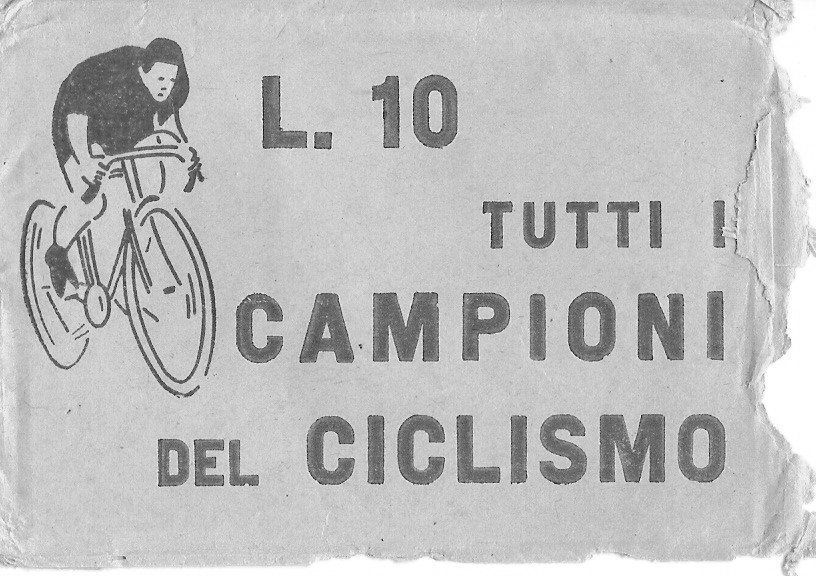 L. 10
TUTTI I
CAMPIONI
DEL CICLISMO